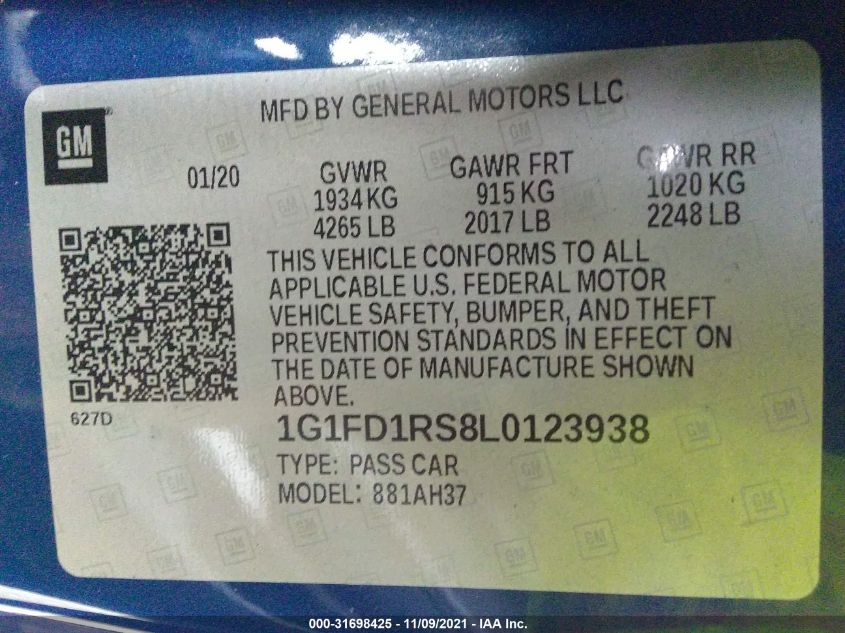 MFD BY GENERAL MOTORS LLC
GM
01/20 GVWR GAWR FRT GAWR RR
1934 KG 915 KG 1020 KG
4265 LB 2017 LB 2248 LB
THIS VEHICLE CONFORMS TO ALL
APPLICABLE U.S. FEDERAL MOTOR
VEHICLE SAFETY, BUMPER, AND THEFT
PREVENTION STANDARDS IN EFFECT ON
THE DATE OF MANUFACTURE SHOWN
ABOVE.
627D
1G1FD1RS8L0123938
TYPE: PASS CAR
MODEL: 881AH37
000-31698425 - 11/09/2021 - IAA Inc.